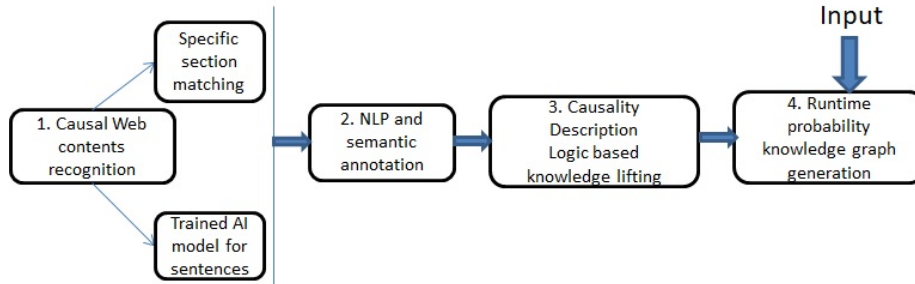 Specific
section
matching
1. Causal Web
contents
recognition
Trained AI
model for
sentences
2. NLP and
semantic
annotation
3. Causality
Description
Logic based
knowledge lifting
Input
4. Runtime
probability
knowledge graph
generation